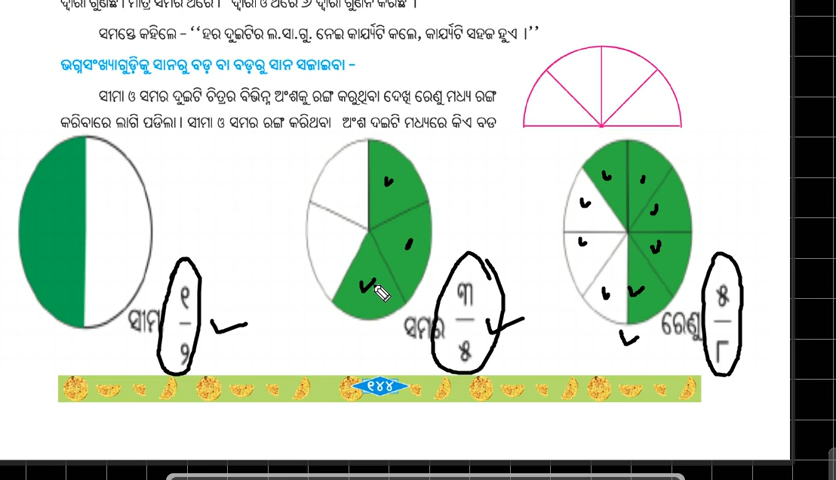 ସମସ୍ତେ କହିଲେ - ‘‘ହର ଦୁଇଟିର ଲ.ସା.ଗୁ. ନେଇ କାର୍ଯ୍ୟଟି କଲେ, କାର୍ଯ୍ୟଟି ସହଜ ହୁଏ ।’’
ଭଗ୍ନସଂଖ୍ୟାଗୁଡ଼ିକୁ ସାନରୁ ବଡ଼ ବା ବଡ଼ରୁ ସାନ ସଜାଇବା -
ସୀମା ଓ ସମର ଦୁଇଟି ଚିତ୍ରର ବିଭିନ୍ନ ଅଂଶକୁ ରଙ୍ଗ କରୁଥିବା ଦେଖି ରେଣୁ ମଧ୍ୟ ରଙ୍ଗ
କରିବାରେ ଲାଗି ପଡିଲା । ସୀମା ଓ ସମର ରଙ୍ଗ କରିଥିବା ଅଂଶ ଦୁଇଟି ମଧ୍ୟରେ କିଏ ବଡ
ସୀମା ୧/୨ ସମର ୩/୫ ରେଣୁ ୫/୮
୧୪୪